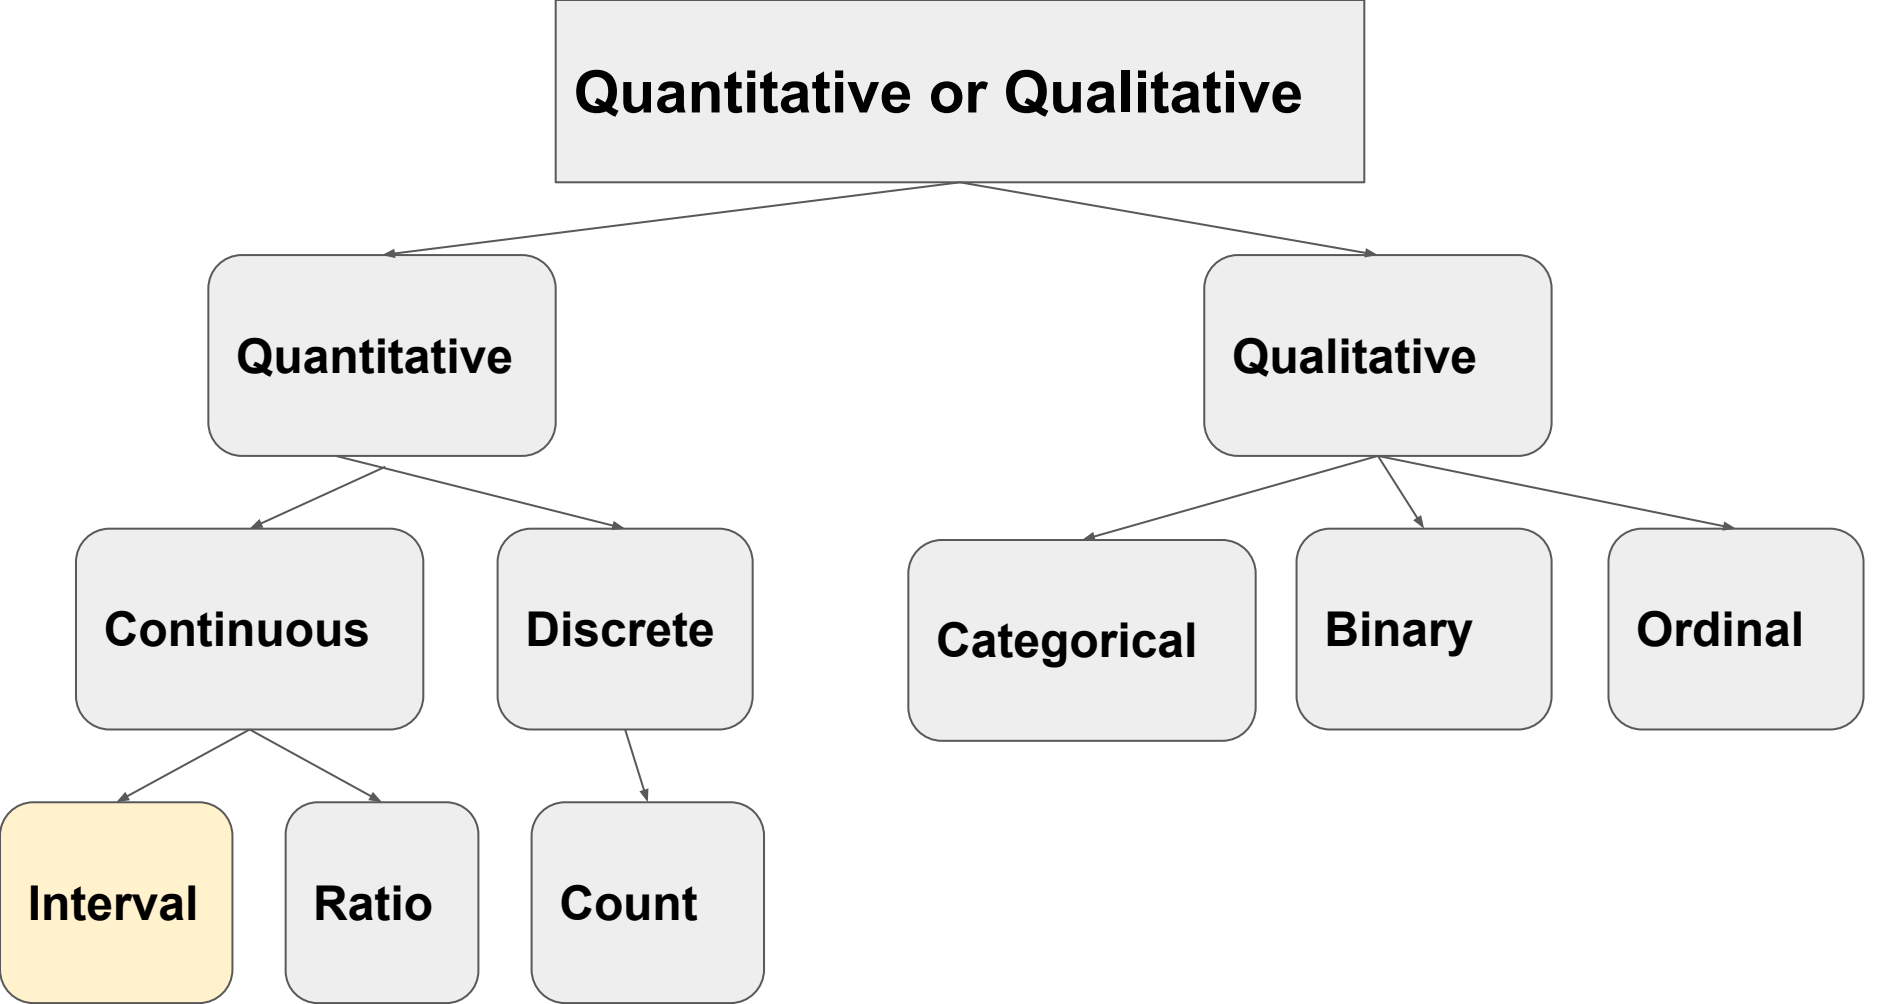 Quantitative or Qualitative
Quantitative
Qualitative
Continuous
Discrete
Categorical
Binary
Ordinal
Interval
Ratio
Count